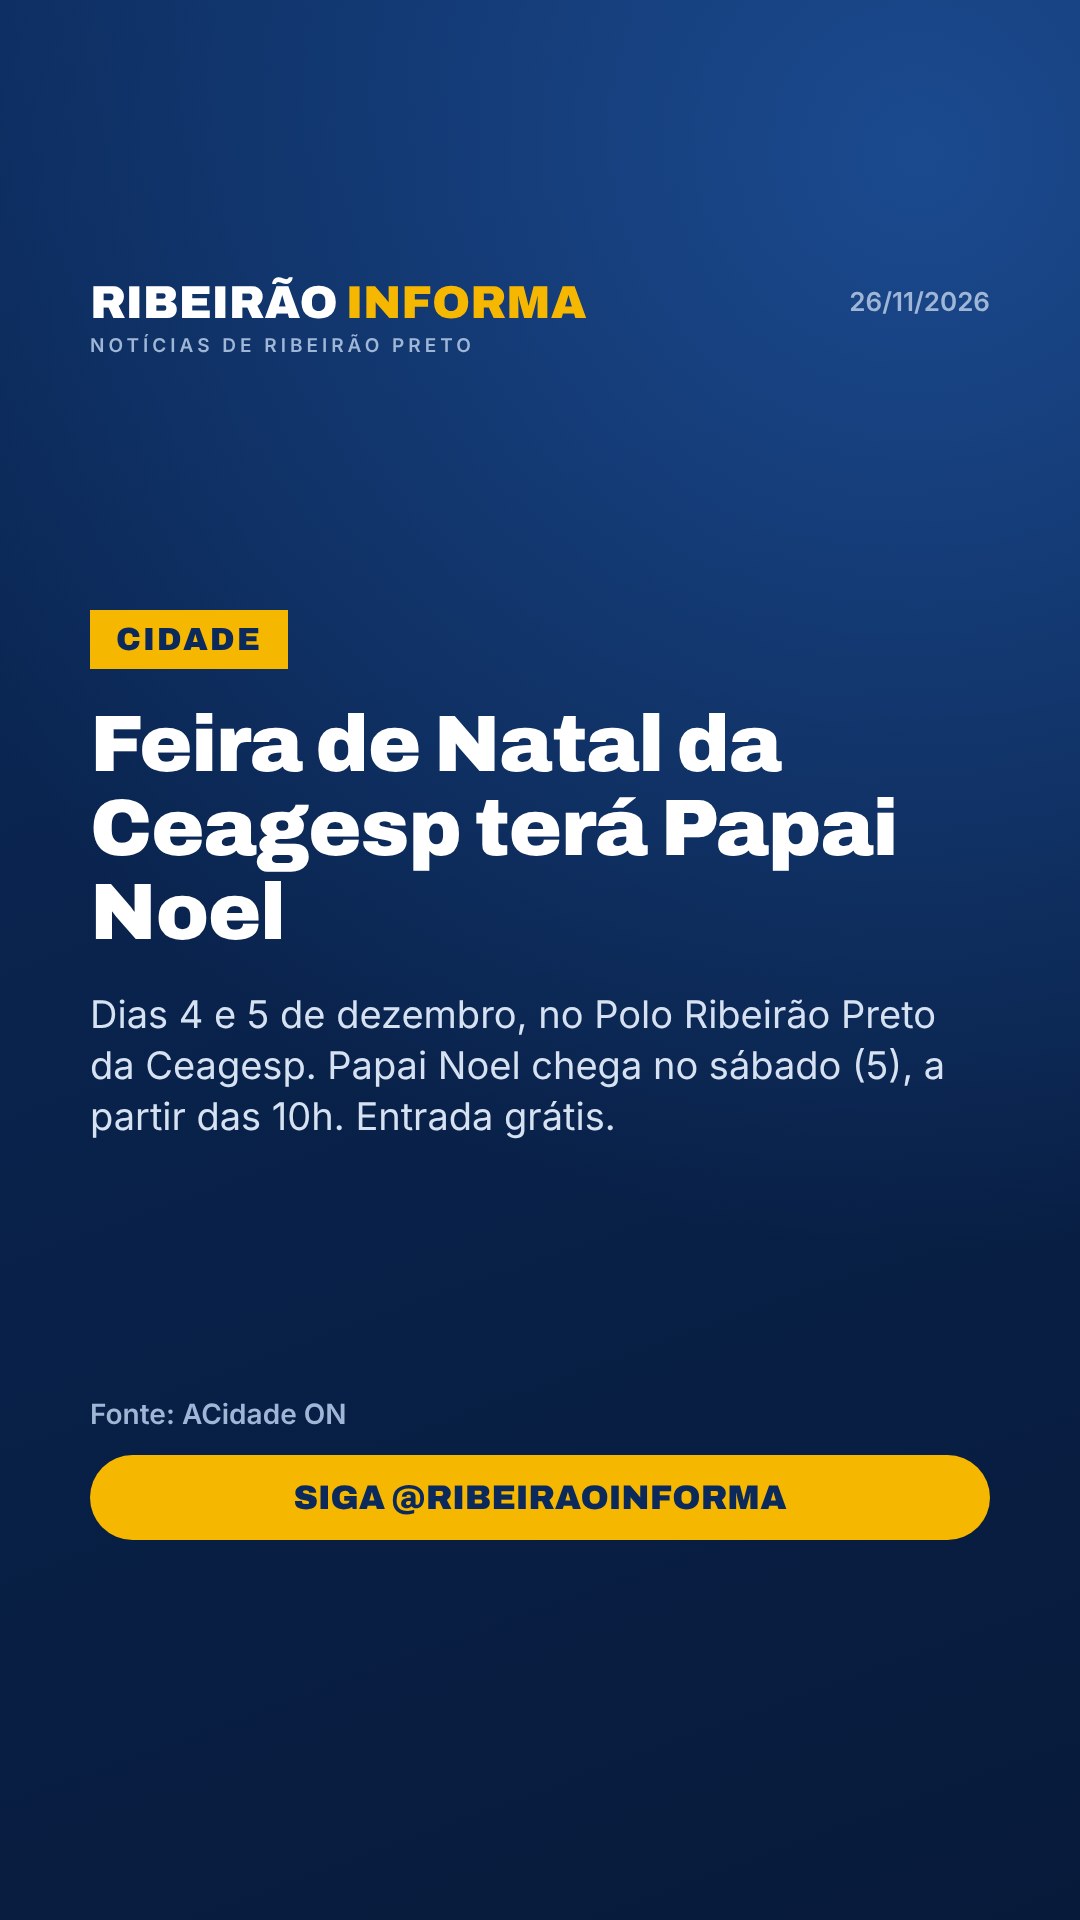 RIBEIRÃO INFORMA
26/11/2026
NOTÍCIAS DE RIBEIRÃO PRETO
CIDADE
Feira de Natal da
Ceagesp terá Papai
Noel
Dias 4 e 5 de dezembro, no Polo Ribeirão Preto
da Ceagesp. Papai Noel chega no sábado (5), a
partir das 10h. Entrada grátis.
Fonte: ACidade ON
SIGA @RIBEIRAOINFORMA